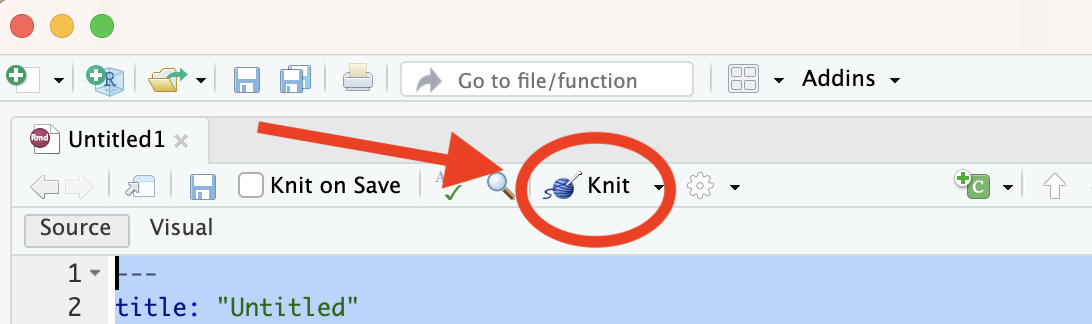 Go to file/function
Addins
Rmd
Untitled1
Knit on Save
Knit
C
Source Visual
1 ---
2 title: "Untitled"